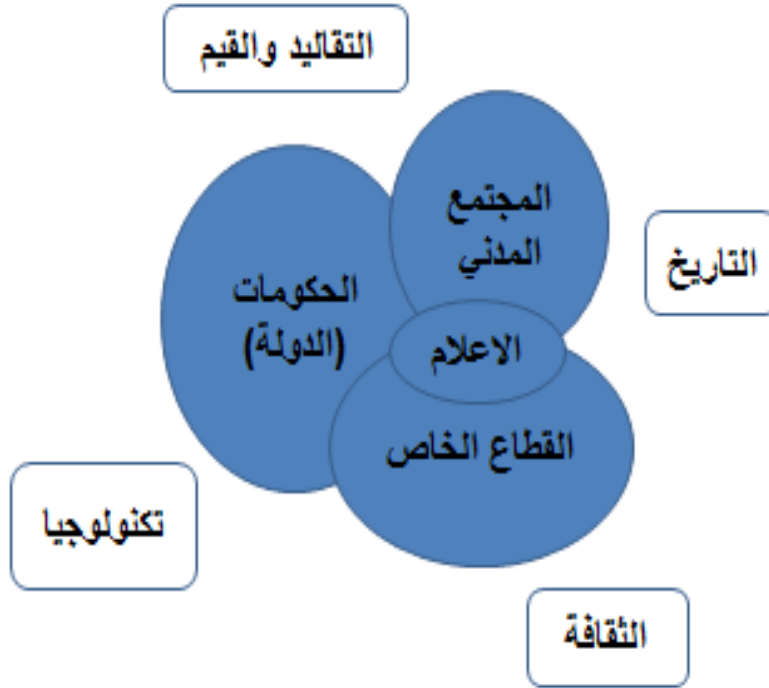 التقاليد والقيم
المجتمع
المدني
التاريخ
الحكومات
(الدولة)
الاعلام
القطاع الخاص
تكنولوجيا
الثقافة